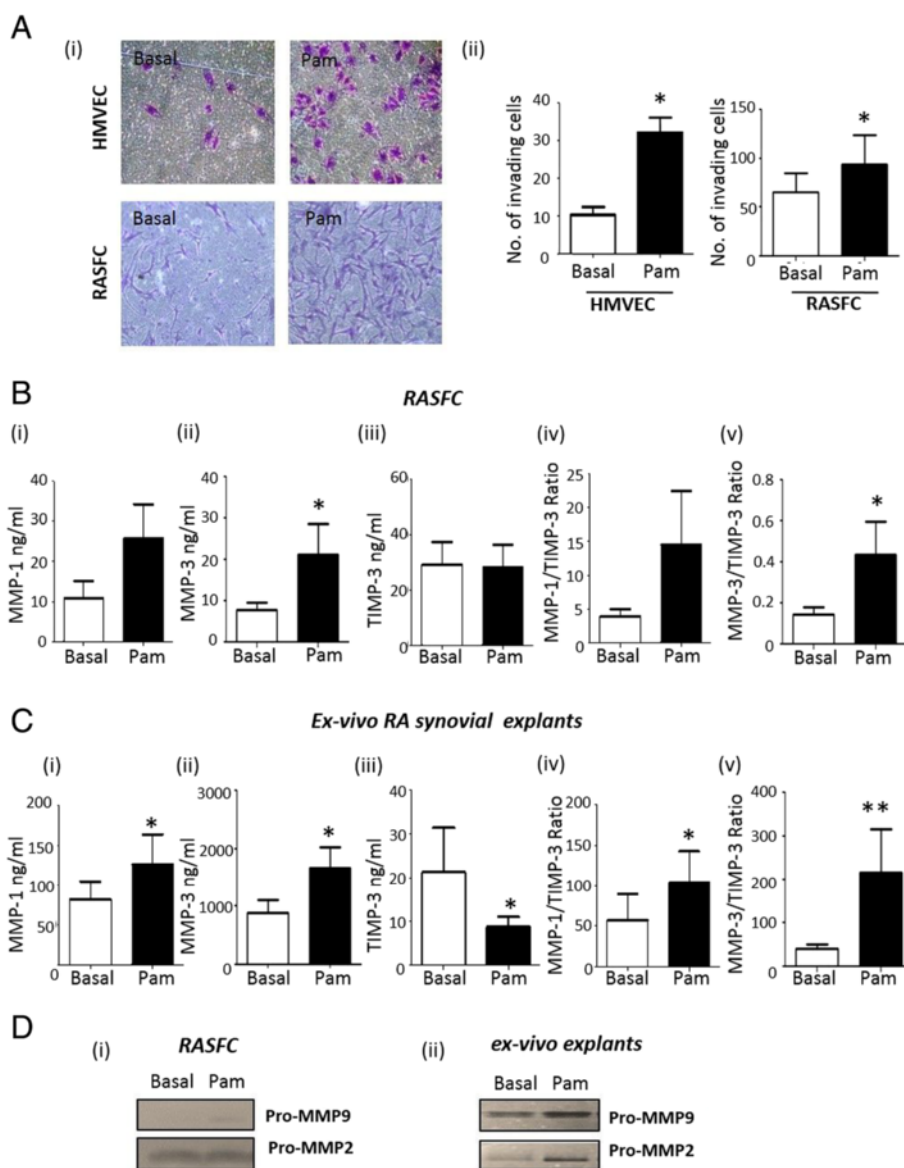 A
(i)
Basal
Pam
HMVEC
Basal
Pam
RASFC
(ii)
No. of invading cells
40
30
20
10
0
*
Basal
Pam
HMVEC
No. of invading cells
150
100
50
0
*
Basal
Pam
RASFC
B
RASFC
(i)
MMP-1 ng/ml
40
30
20
10
0
Basal
Pam
(ii)
MMP-3 ng/ml
40
30
20
10
0
*
Basal
Pam
(iii)
TIMP-3 ng/ml
60
40
20
0
Basal
Pam
(iv)
MMP-1/TIMP-3 Ratio
25
20
15
10
5
0
Basal
Pam
(v)
MMP-3/TIMP-3 Ratio
0.8
0.6
0.4
0.2
0
*
Basal
Pam
C
Ex-vivo RA synovial explants
(i)
MMP-1 ng/ml
200
150
100
50
0
*
Basal
Pam
(ii)
MMP-3 ng/ml
3000
2000
1000
0
*
Basal
Pam
(iii)
TIMP-3 ng/ml
40
30
20
10
0
*
Basal
Pam
(iv)
MMP-1/TIMP-3 Ratio
200
150
100
50
0
*
Basal
Pam
(v)
MMP-3/TIMP-3 Ratio
400
300
200
100
0
**
Basal
Pam
D
(i)
RASFC
Basal Pam
Pro-MMP9
Pro-MMP2
(ii)
ex-vivo explants
Basal Pam
Pro-MMP9
Pro-MMP2